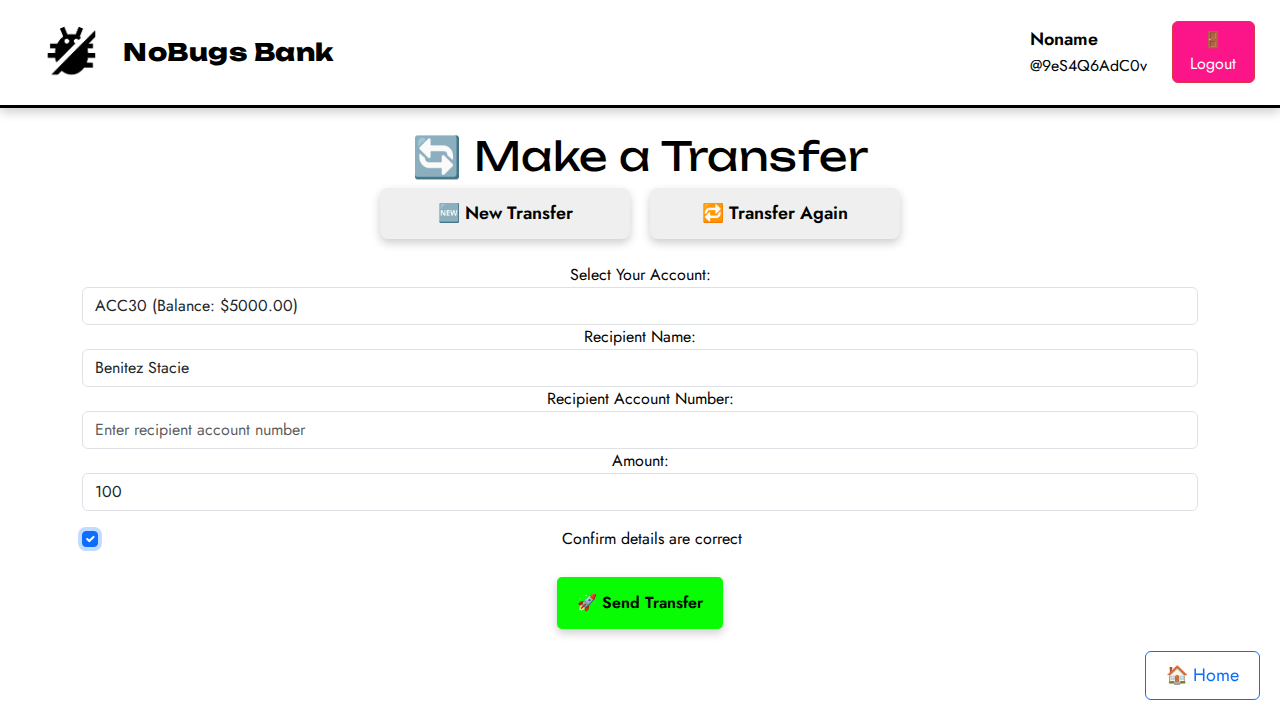 NoBugs Bank
Noname
@9eS4Q6AdC0v
🚪
Logout
🔄 Make a Transfer
🆕 New Transfer
🔁 Transfer Again
Select Your Account:
ACC30 (Balance: $5000.00)
Recipient Name:
Benitez Stacie
Recipient Account Number:
Enter recipient account number
Amount:
100
Confirm details are correct
🚀 Send Transfer
🏠 Home